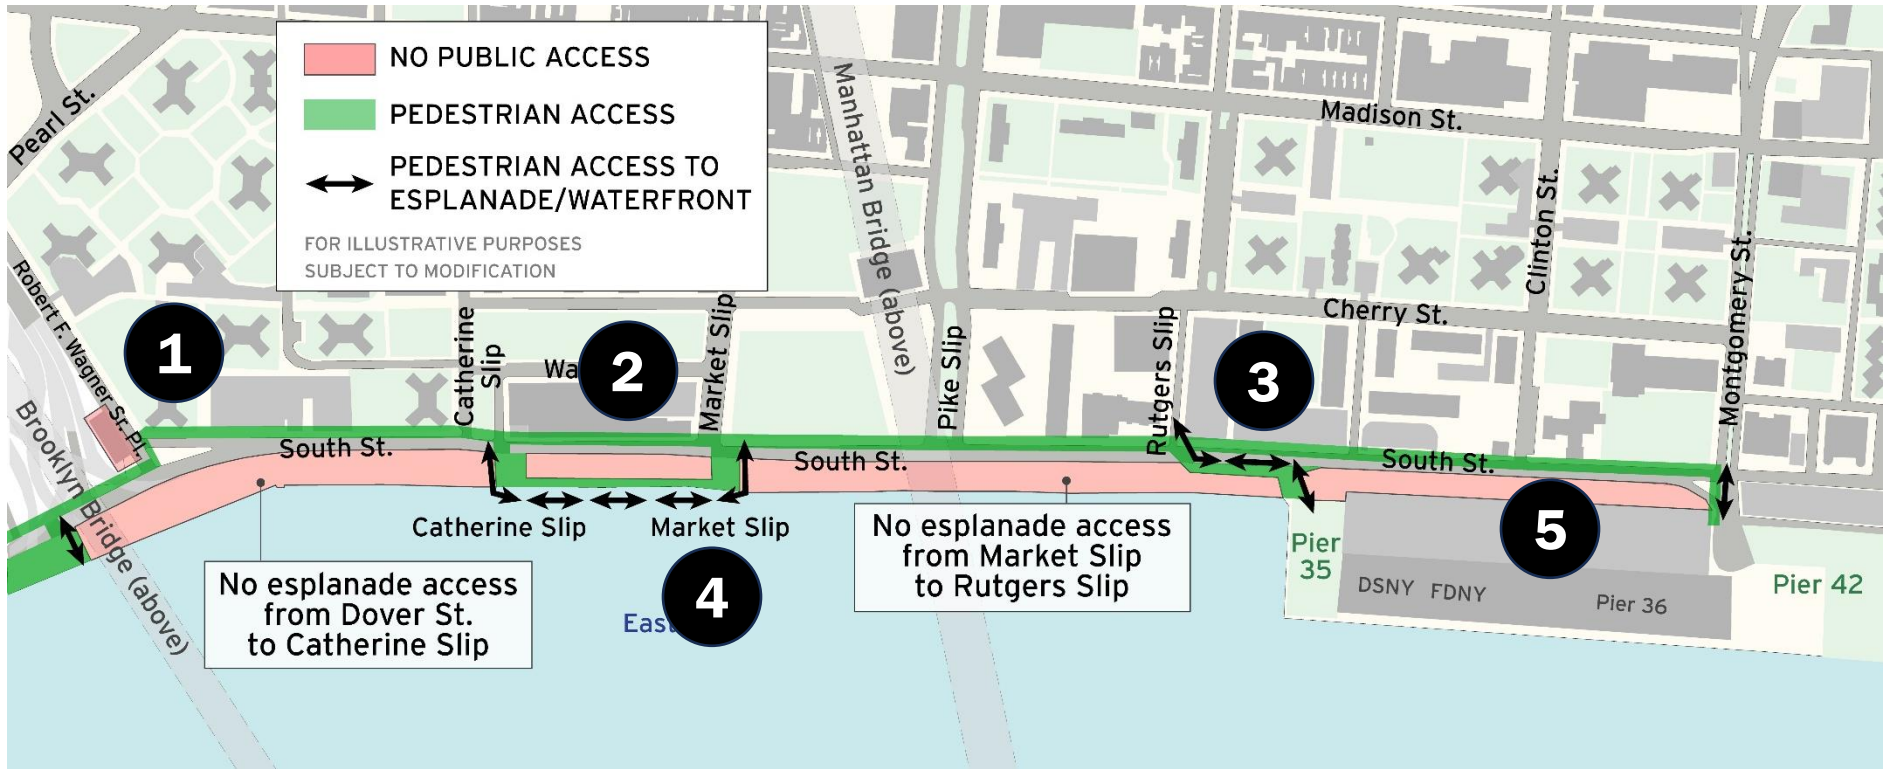 NO PUBLIC ACCESS
PEDESTRIAN ACCESS
PEDESTRIAN ACCESS TO
ESPLANADE/WATERFRONT
FOR ILLUSTRATIVE PURPOSES
SUBJECT TO MODIFICATION
Pearl St.
Robert F. Wagner Sr. Pl.
Brooklyn Bridge (above)
Manhattan Bridge (above)
Madison St.
Cherry St.
Clinton St.
Montgomery St.
Catherine
Slip
Market Slip
Pike Slip
Rutgers Slip
1
2
3
4
5
South St.
South St.
South St.
Catherine Slip
Market Slip
No esplanade access
from Dover St.
to Catherine Slip
No esplanade access
from Market Slip
to Rutgers Slip
East
Pier
35
DSNY FDNY
Pier 36
Pier 42